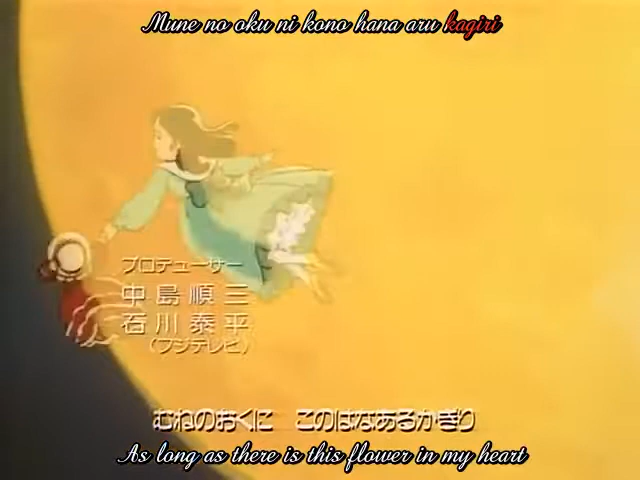 Mune no oku ni kono hana aru kagiri
プロデューサー
中島順三
石川泰平
(フジテレビ)
むねのおくに このはなあるかぎり
As long as there is this flower in my heart